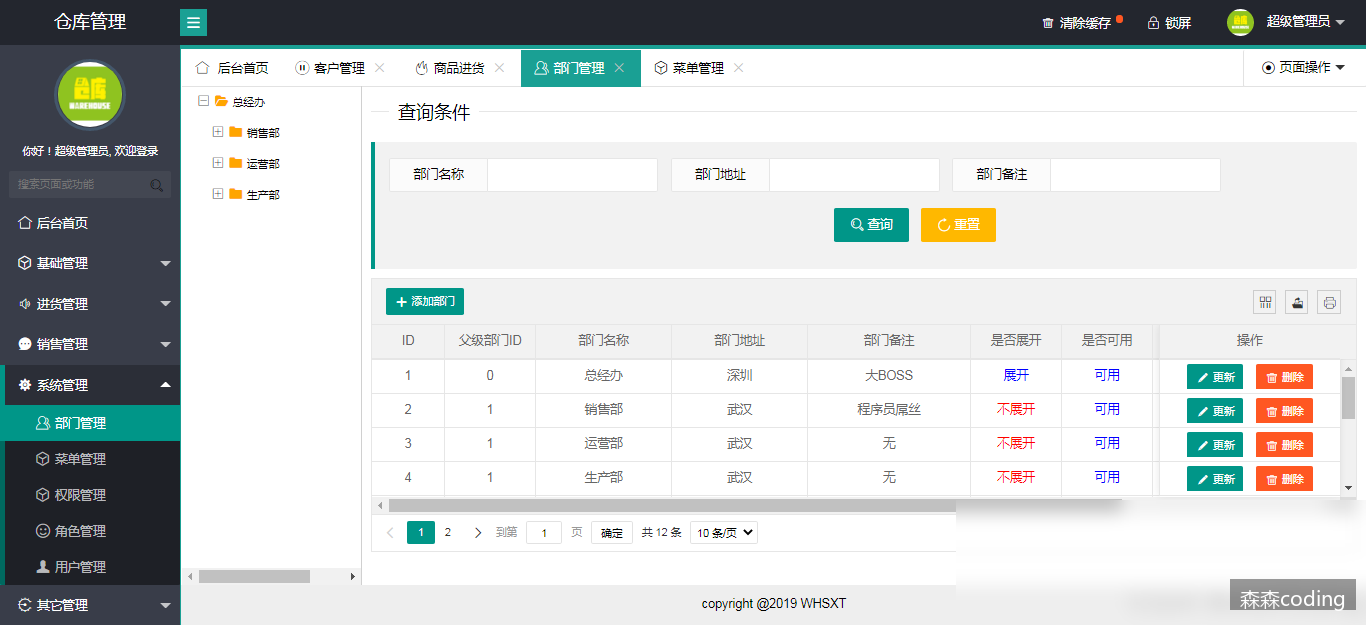 仓库管理
清除缓存
锁屏
超级管理员
仓库
WAREHOUSE
你好！超级管理员, 欢迎登录
搜索页面或功能
后台首页
基础管理
进货管理
销售管理
系统管理
部门管理
菜单管理
权限管理
角色管理
用户管理
其它管理
后台首页 客户管理 商品进货 部门管理 菜单管理 页面操作
总经办
销售部
运营部
生产部
查询条件
部门名称 部门地址 部门备注
查询 重置
添加部门
ID 父级部门ID 部门名称 部门地址 部门备注 是否展开 是否可用 操作
1 0 总经办 深圳 大BOSS 展开 可用 更新 删除
2 1 销售部 武汉 程序员屌丝 不展开 可用 更新 删除
3 1 运营部 武汉 无 不展开 可用 更新 删除
4 1 生产部 武汉 无 不展开 可用 更新 删除
1 2 到第 1 页 确定 共 12 条 10 条/页
copyright @2019 WHSXT
森森coding